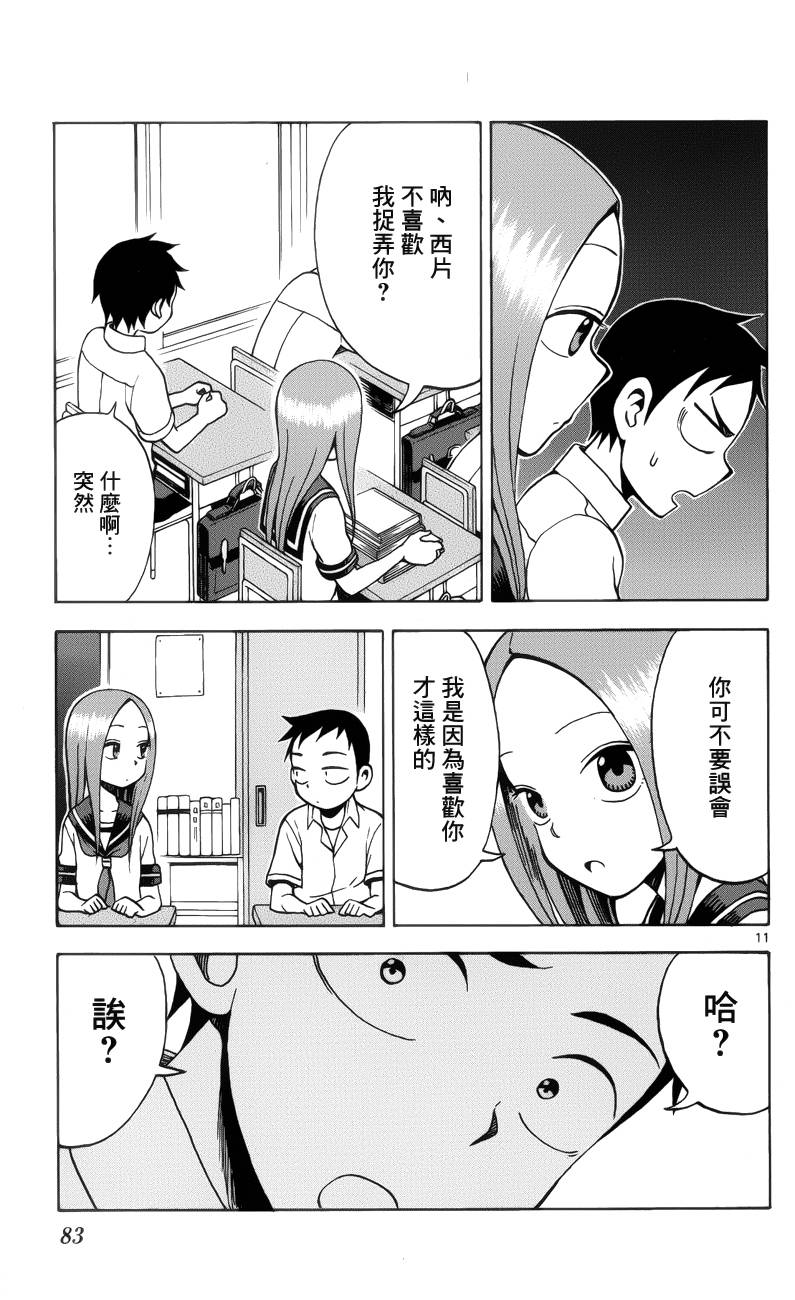 吶、西片
不喜歡
我捉弄你?
什麼啊…
突然
你可不要誤會
我是因為喜歡你
才這樣的
11
哈?
誒?
83